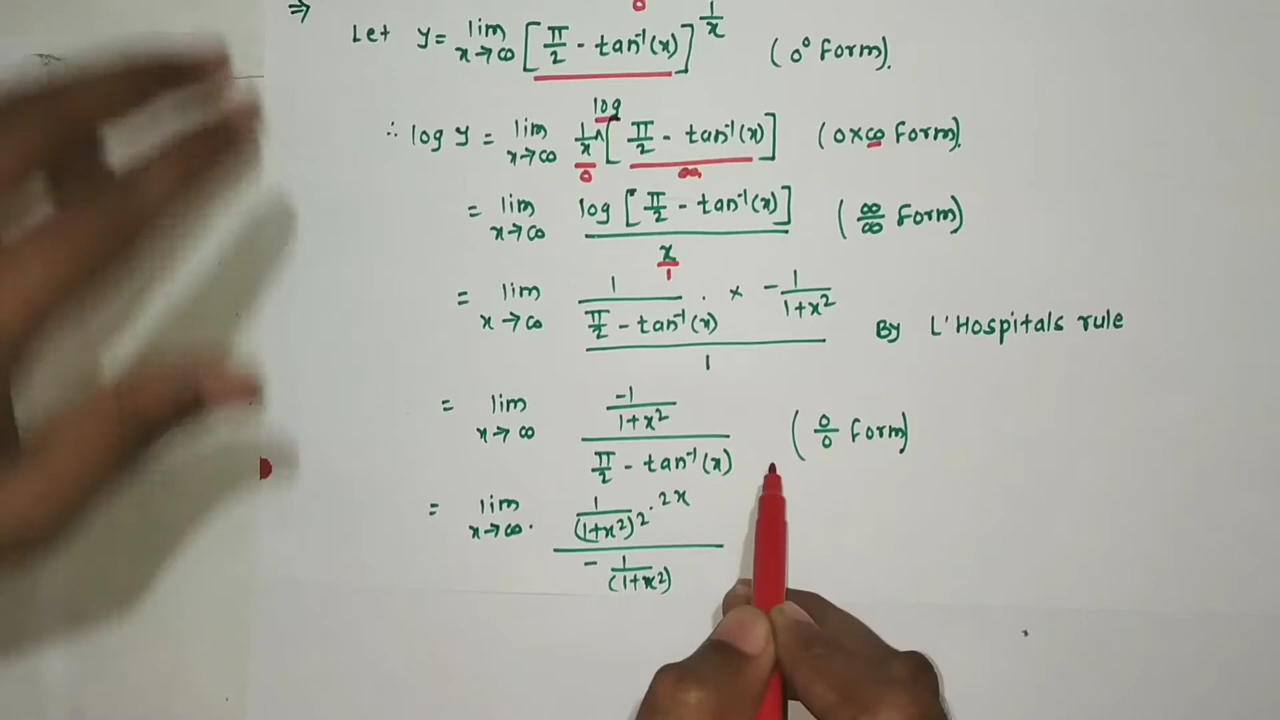 ⇒ 0
Let y = lim x→∞ [π/2 - tan⁻¹(x)]^(1/x) (0⁰ form).
∴ log y = lim x→∞ 1/x log [π/2 - tan⁻¹(x)] (0×∞ form).
0 ∞
= lim x→∞ log [π/2 - tan⁻¹(x)] / x (∞/∞ form)
1
= lim x→∞ (1/(π/2 - tan⁻¹(x)) · × -1/(1+x²)) / 1 By L'Hospitals rule
= lim x→∞ (-1/(1+x²)) / (π/2 - tan⁻¹(x)) (0/0 form)
= lim x→∞. (1/(1+x²)2 · 2x) / (-1/(1+x²))